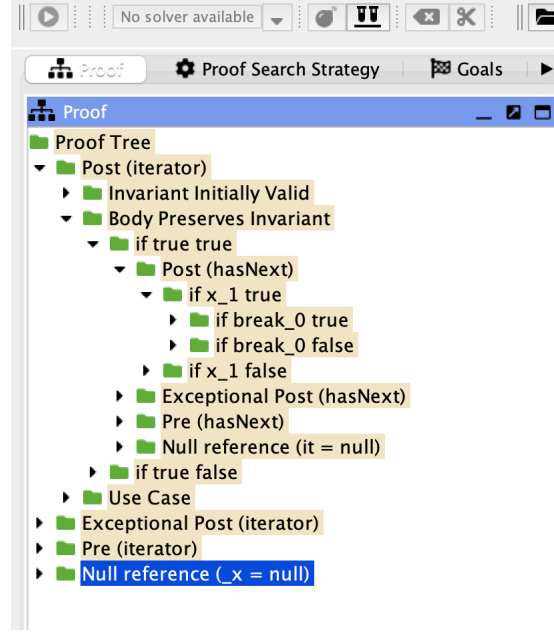 No solver available
Proof
Proof Search Strategy
Goals
Proof
Proof Tree
Post (iterator)
Invariant Initially Valid
Body Preserves Invariant
if true true
Post (hasNext)
if x_1 true
if break_0 true
if break_0 false
if x_1 false
Exceptional Post (hasNext)
Pre (hasNext)
Null reference (it = null)
if true false
Use Case
Exceptional Post (iterator)
Pre (iterator)
Null reference (_x = null)